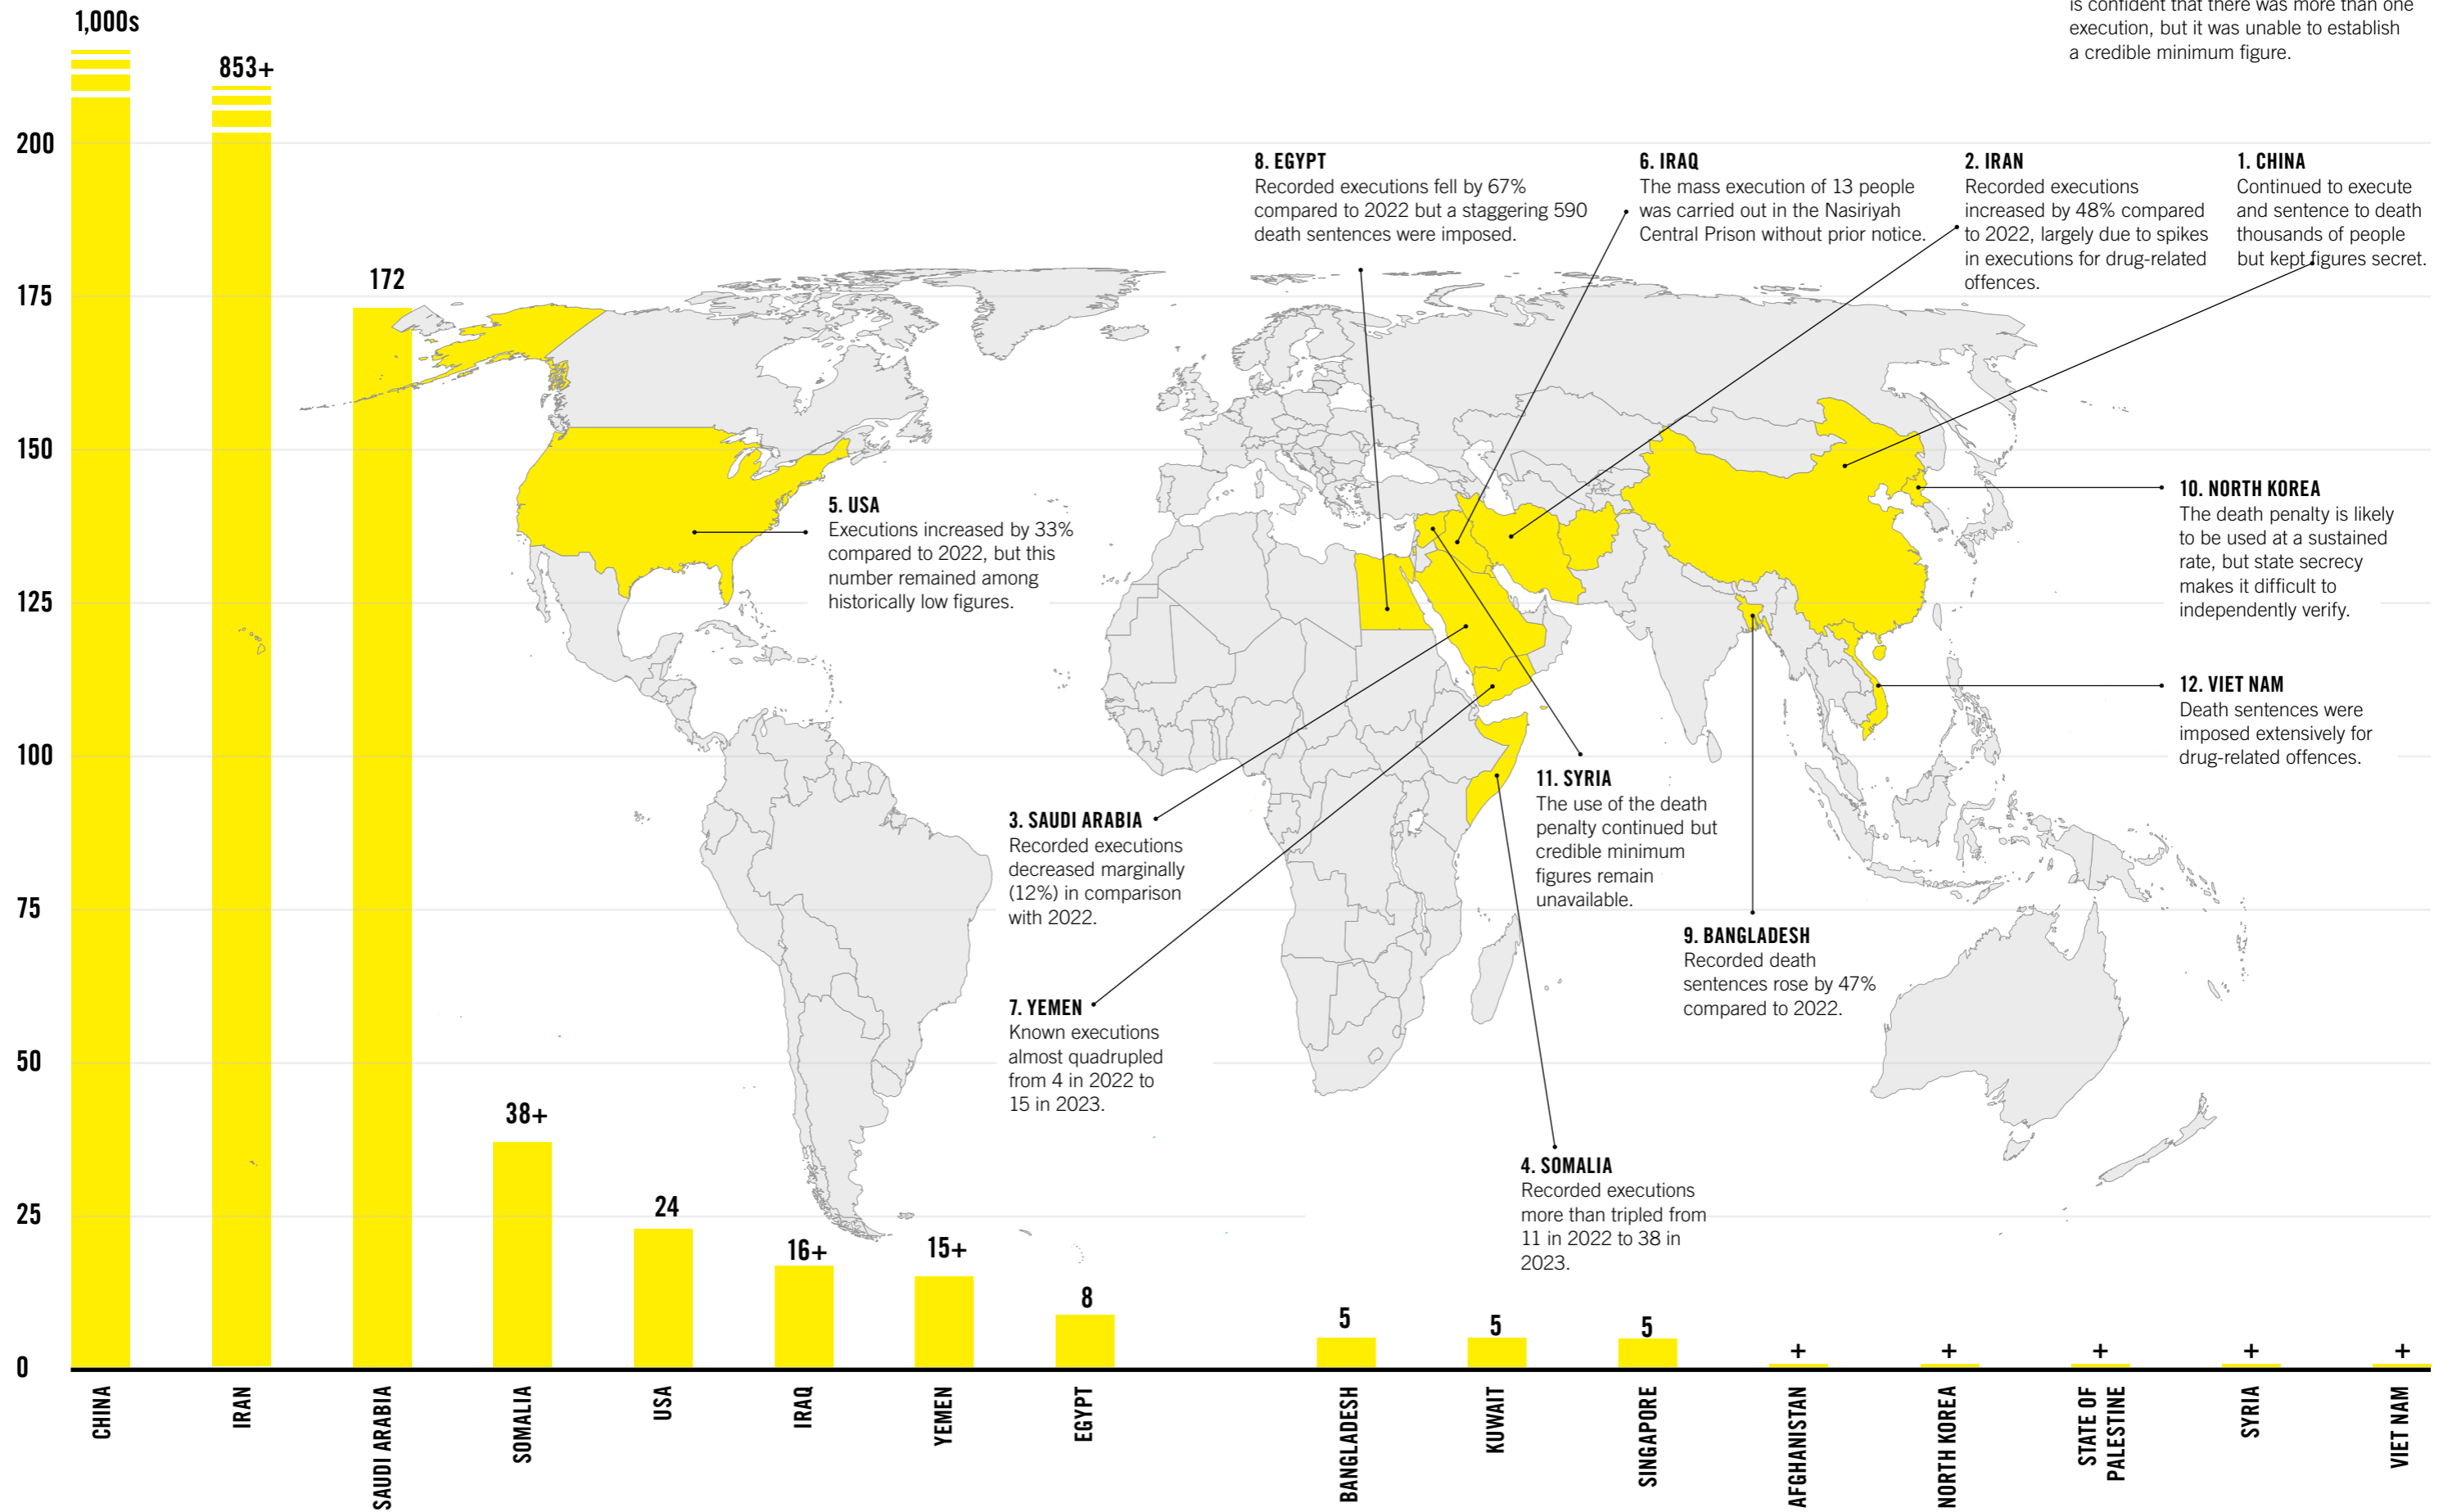 is confident that there was more than one
execution, but it was unable to establish
a credible minimum figure.
1,000s
853+
200
8. EGYPT
Recorded executions fell by 67%
compared to 2022 but a staggering 590
death sentences were imposed.
6. IRAQ
The mass execution of 13 people
was carried out in the Nasiriyah
Central Prison without prior notice.
2. IRAN
Recorded executions
increased by 48% compared
to 2022, largely due to spikes
in executions for drug-related
offences.
1. CHINA
Continued to execute
and sentence to death
thousands of people
but kept figures secret.
172
175
150
5. USA
Executions increased by 33%
compared to 2022, but this
number remained among
historically low figures.
10. NORTH KOREA
The death penalty is likely
to be used at a sustained
rate, but state secrecy
makes it difficult to
independently verify.
125
12. VIET NAM
Death sentences were
imposed extensively for
drug-related offences.
100
3. SAUDI ARABIA
Recorded executions
decreased marginally
(12%) in comparison
with 2022.
11. SYRIA
The use of the death
penalty continued but
credible minimum
figures remain
unavailable.
75
9. BANGLADESH
Recorded death
sentences rose by 47%
compared to 2022.
7. YEMEN
Known executions
almost quadrupled
from 4 in 2022 to
15 in 2023.
50
4. SOMALIA
Recorded executions
more than tripled from
11 in 2022 to 38 in
2023.
38+
25
24
16+
15+
8
5
5
5
+
+
+
+
+
0
CHINA
IRAN
SAUDI ARABIA
SOMALIA
USA
IRAQ
YEMEN
EGYPT
BANGLADESH
KUWAIT
SINGAPORE
AFGHANISTAN
NORTH KOREA
STATE OF
PALESTINE
SYRIA
VIET NAM